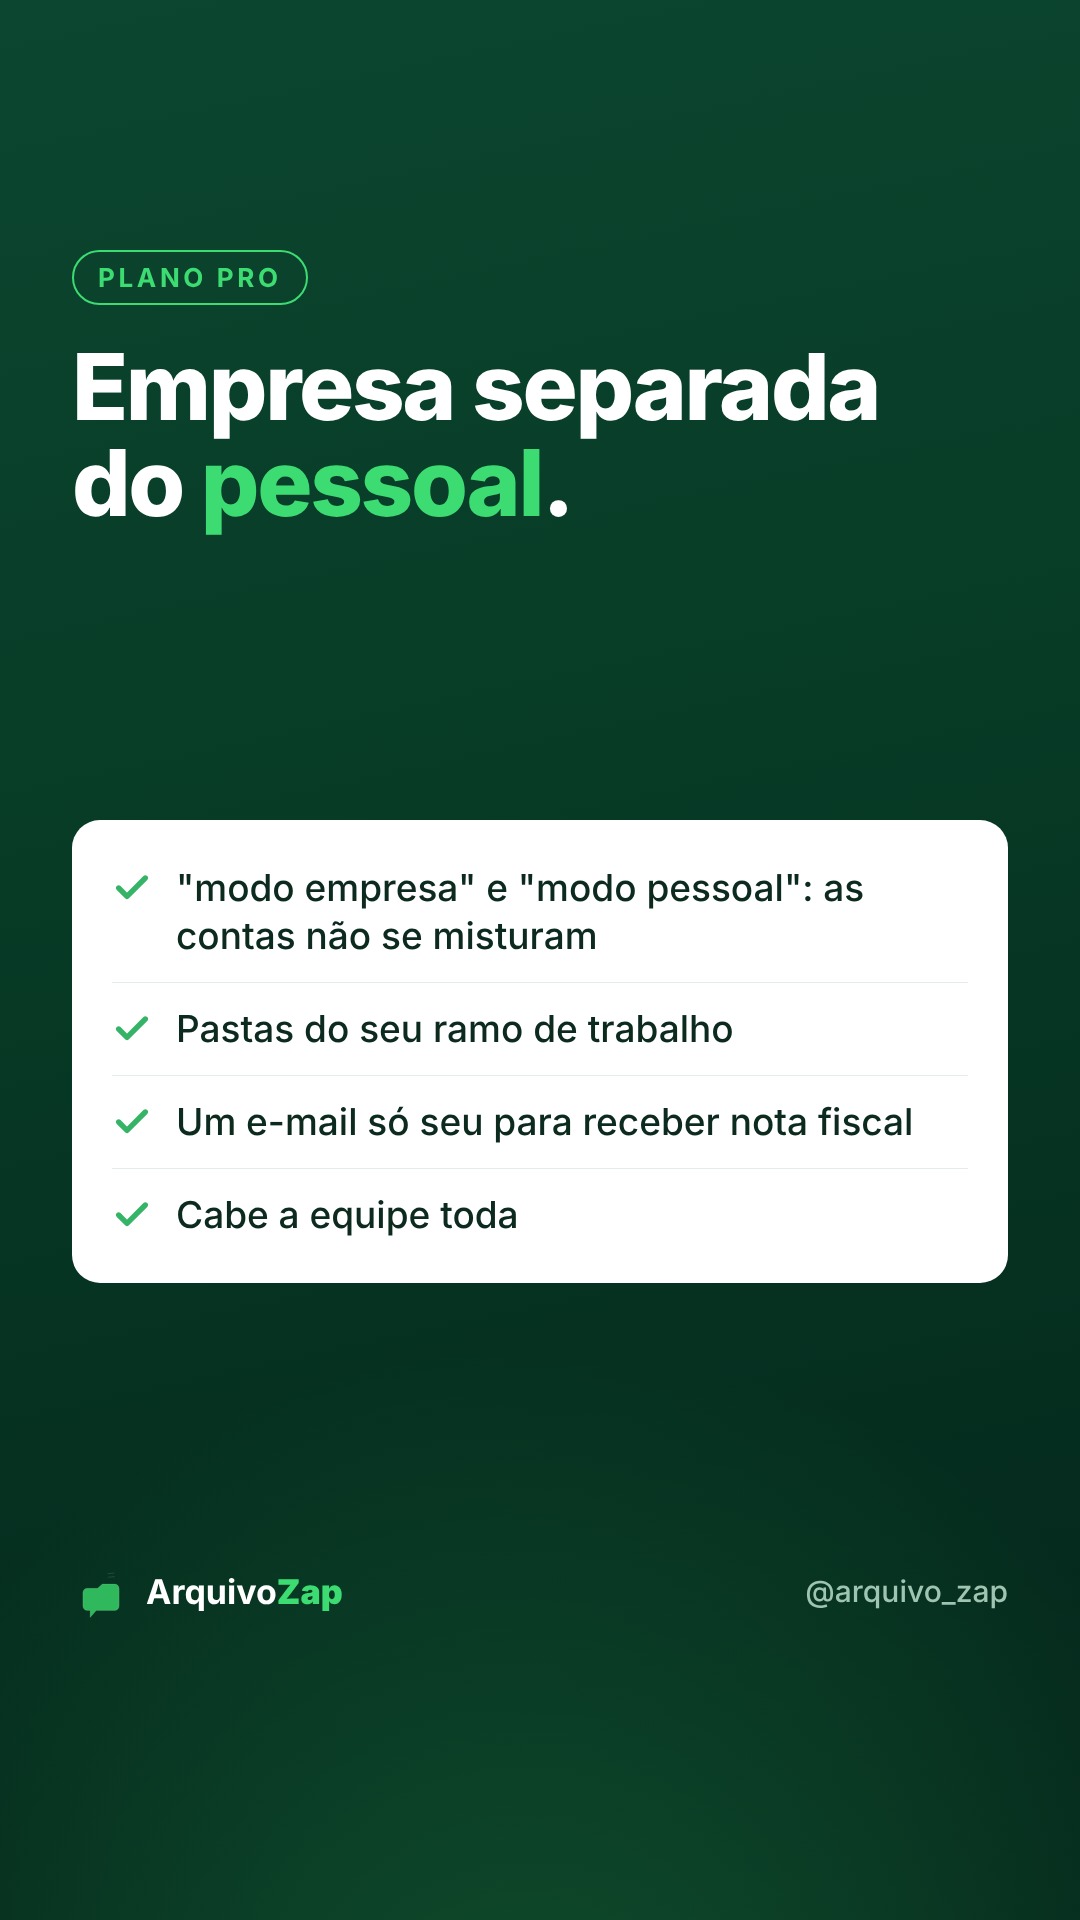 PLANO PRO
Empresa separada
do pessoal.
"modo empresa" e "modo pessoal": as
contas não se misturam
Pastas do seu ramo de trabalho
Um e-mail só seu para receber nota fiscal
Cabe a equipe toda
ArquivoZap
@arquivo_zap